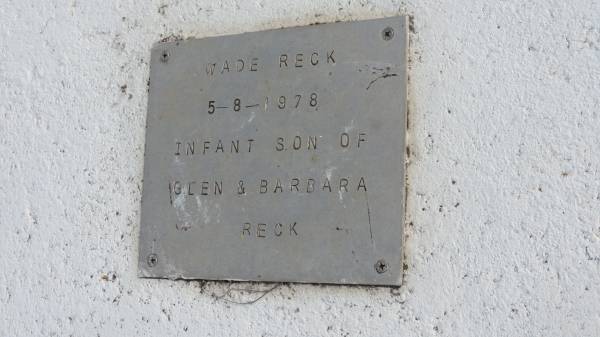 WADE RECK
5-8-1978
INFANT SON OF
GLEN & BARBARA
RECK